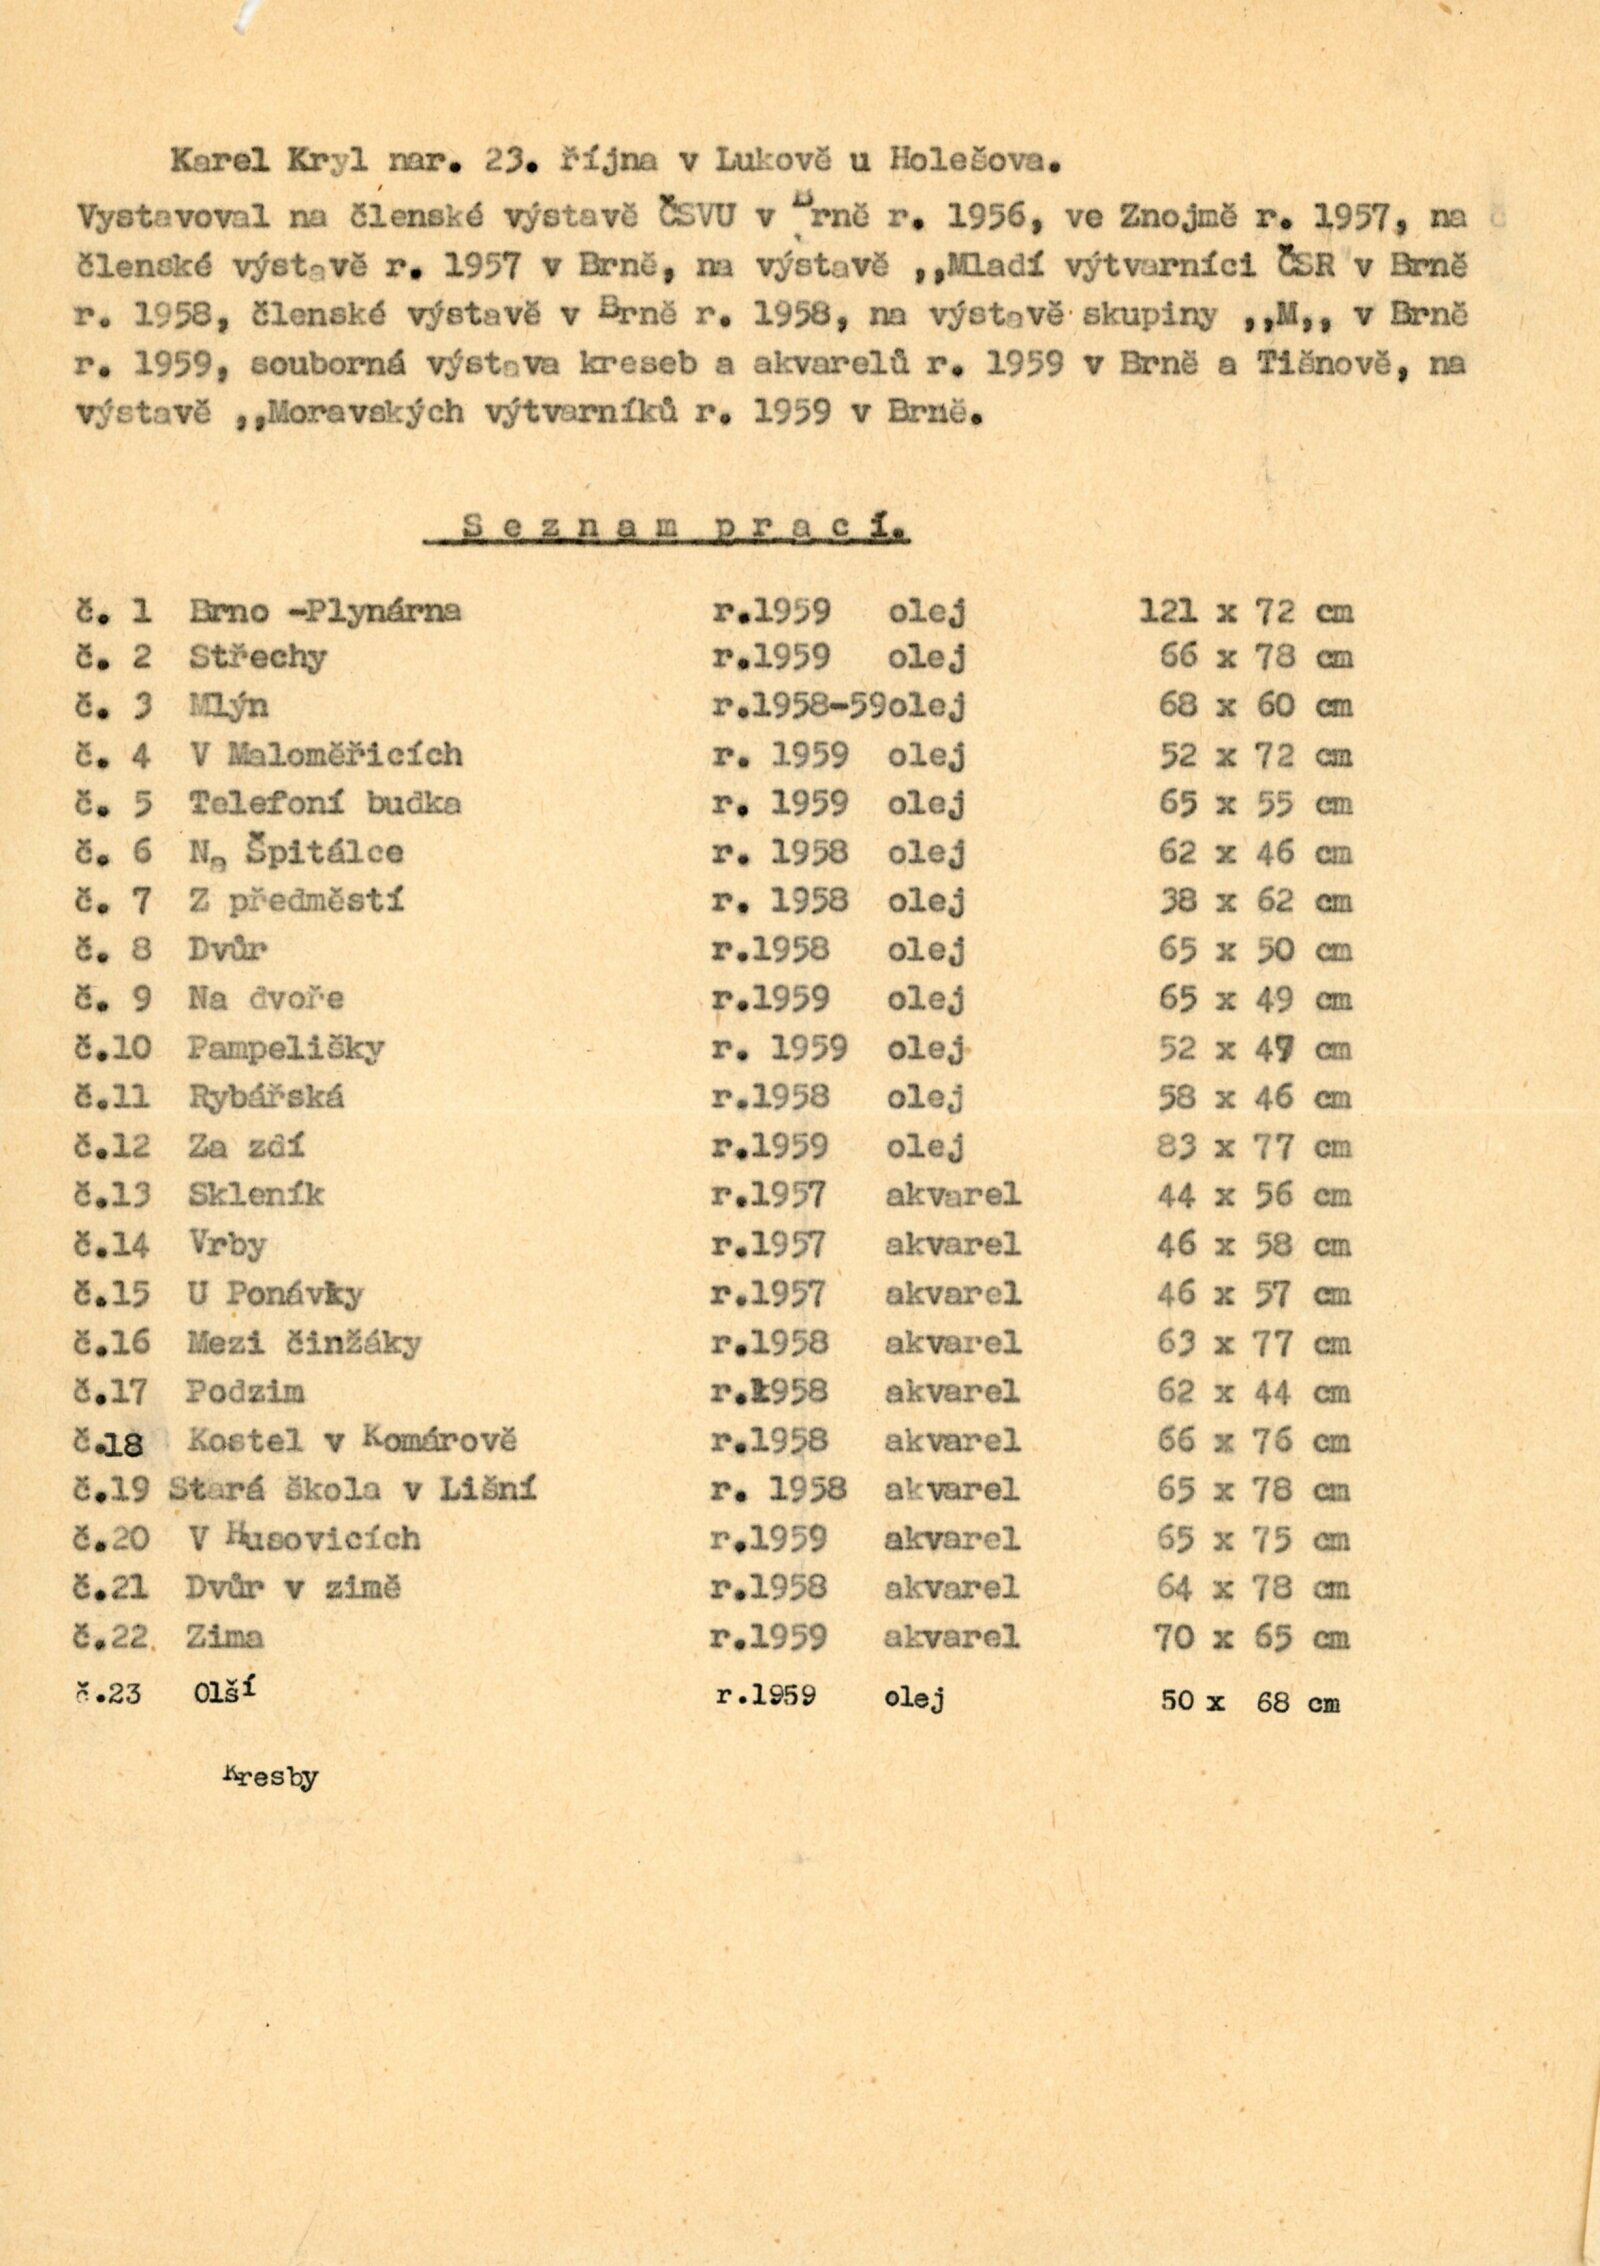 Karel Kryl nar. 23. října v Lukově u Holešova.
Vystavoval na členské výstavě ČSVU v Brně r. 1956, ve Znojmě r. 1957, na
členské výstavě r. 1957 v Brně, na výstavě ,,Mladí výtvarníci ČSR v Brně
r. 1958, členské výstavě v Brně r. 1958, na výstavě skupiny ,,M,, v Brně
r. 1959, souborná výstava kreseb a akvarelů r. 1959 v Brně a Tišnově, na
výstavě ,,Moravských výtvarníků r. 1959 v Brně.
S e z n a m  p r a c í.
č. 1 Brno -Plynárna r.1959 olej 121 x 72 cm
č. 2 Střechy r.1959 olej 66 x 78 cm
č. 3 Mlýn r.1958-59olej 68 x 60 cm
č. 4 V Maloměřicích r. 1959 olej 52 x 72 cm
č. 5 Telefoní budka r. 1959 olej 65 x 55 cm
č. 6 Na Špitálce r. 1958 olej 62 x 46 cm
č. 7 Z předměstí r. 1958 olej 38 x 62 cm
č. 8 Dvůr r.1958 olej 65 x 50 cm
č. 9 Na dvoře r.1959 olej 65 x 49 cm
č.10 Pampelišky r. 1959 olej 52 x 47 cm
č.11 Rybářská r.1958 olej 58 x 46 cm
č.12 Za zdí r.1959 olej 83 x 77 cm
č.13 Skleník r.1957 akvarel 44 x 56 cm
č.14 Vrby r.1957 akvarel 46 x 58 cm
č.15 U Ponávky r.1957 akvarel 46 x 57 cm
č.16 Mezi činžáky r.1958 akvarel 63 x 77 cm
č.17 Podzim r.1958 akvarel 62 x 44 cm
č.18 Kostel v Komárově r.1958 akvarel 66 x 76 cm
č.19 Stará škola v Lišní r. 1958 akvarel 65 x 78 cm
č.20 V Husovicích r.1959 akvarel 65 x 75 cm
č.21 Dvůr v zimě r.1958 akvarel 64 x 78 cm
č.22. Zima r.1959 akvarel 70 x 65 cm
č.23 Olší r.1959 olej 50 x 68 cm
Kresby